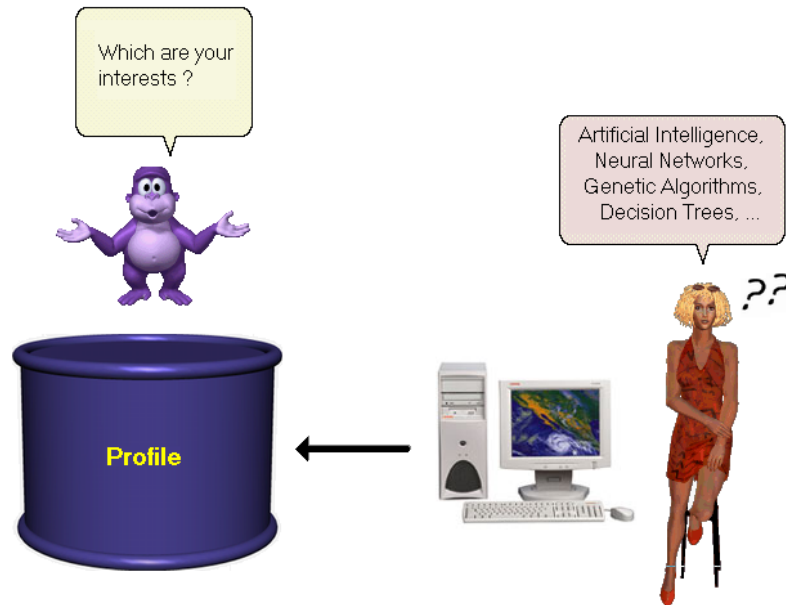 Which are your
interests ?
Artificial Intelligence,
Neural Networks,
Genetic Algorithms,
Decision Trees, ...
??
Profile